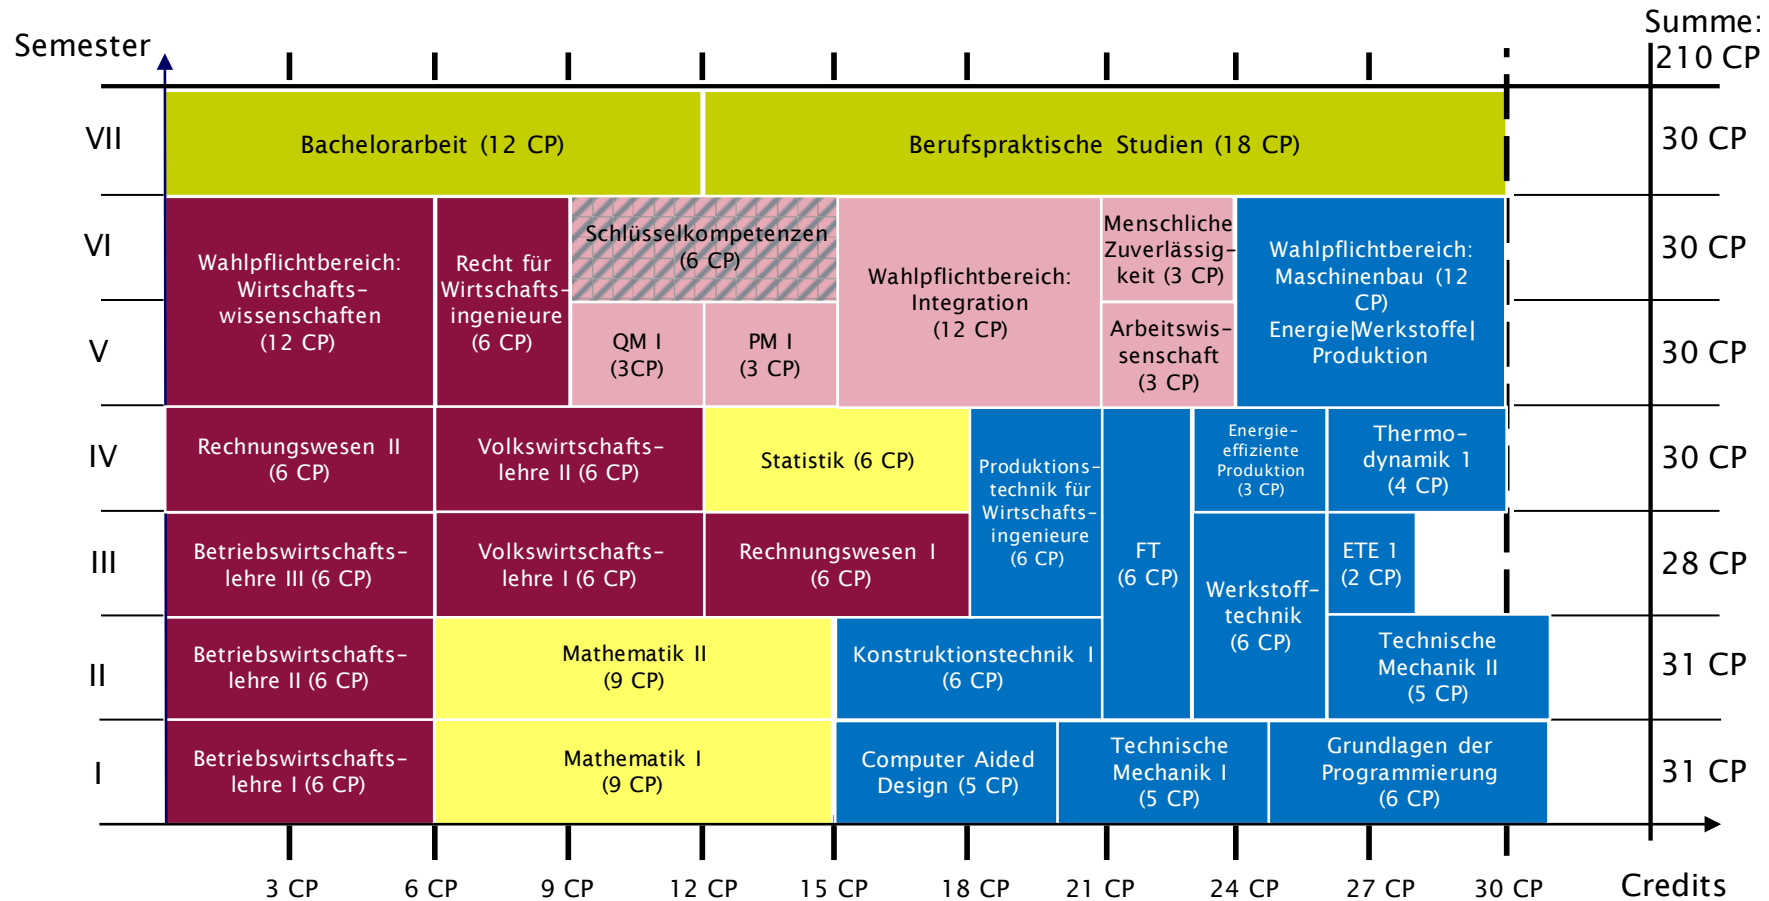 Semester
Summe:
210 CP
VII
Bachelorarbeit (12 CP)
Berufspraktische Studien (18 CP)
30 CP
VI
Wahlpflichtbereich:
Wirtschafts-
wissenschaften
(12 CP)
Recht für
Wirtschafts-
ingenieure
(6 CP)
Schlüsselkompetenzen
(6 CP)
Wahlpflichtbereich:
Integration
(12 CP)
Menschliche
Zuverlässig-
keit (3 CP)
Wahlpflichtbereich:
Maschinenbau (12
CP)
Energie|Werkstoffe|
Produktion
30 CP
V
QM I
(3CP)
PM I
(3 CP)
Arbeitswis-
senschaft
(3 CP)
30 CP
IV
Rechnungswesen II
(6 CP)
Volkswirtschafts-
lehre II (6 CP)
Statistik (6 CP)
Produktions-
technik für
Wirtschafts-
ingenieure
(6 CP)
FT
(6 CP)
Energie-
effiziente
Produktion
(3 CP)
Thermo-
dynamik 1
(4 CP)
30 CP
III
Betriebswirtschafts-
lehre III (6 CP)
Volkswirtschafts-
lehre I (6 CP)
Rechnungswesen I
(6 CP)
Werkstoff-
technik
(6 CP)
ETE 1
(2 CP)
28 CP
II
Betriebswirtschafts-
lehre II (6 CP)
Mathematik II
(9 CP)
Konstruktionstechnik I
(6 CP)
Technische
Mechanik II
(5 CP)
31 CP
I
Betriebswirtschafts-
lehre I (6 CP)
Mathematik I
(9 CP)
Computer Aided
Design (5 CP)
Technische
Mechanik I
(5 CP)
Grundlagen der
Programmierung
(6 CP)
31 CP
3 CP
6 CP
9 CP
12 CP
15 CP
18 CP
21 CP
24 CP
27 CP
30 CP
Credits